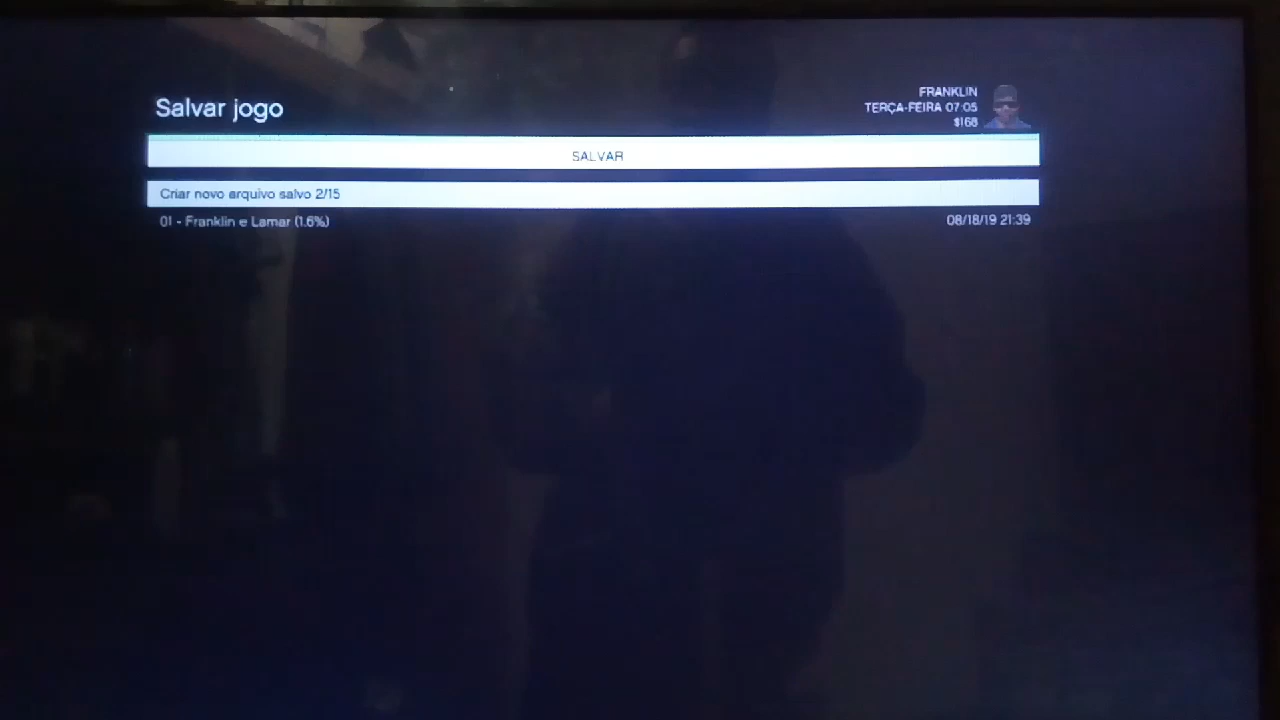 Salvar jogo
FRANKLIN
TERÇA-FEIRA 07:05
$168
SALVAR
Criar novo arquivo salvo 2/15
01 - Franklin e Lamar (1.6%) 08/18/19 21:39